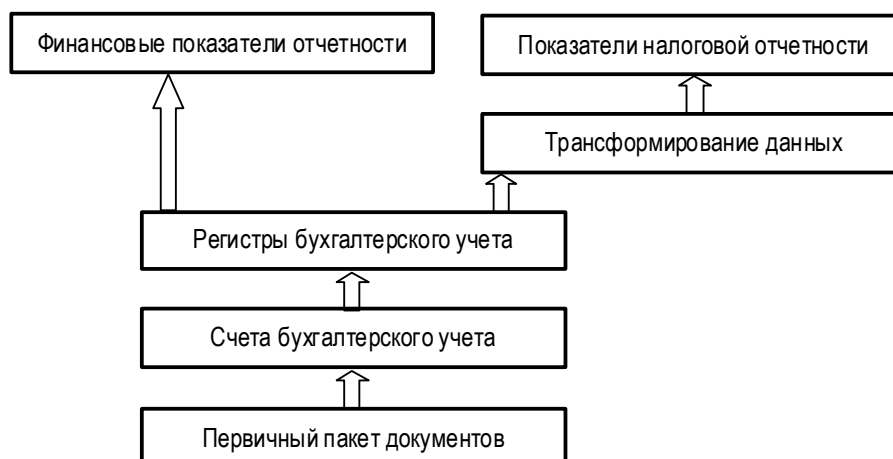 Финансовые показатели отчетности
Показатели налоговой отчетности
Трансформирование данных
Регистры бухгалтерского учета
Счета бухгалтерского учета
Первичный пакет документов